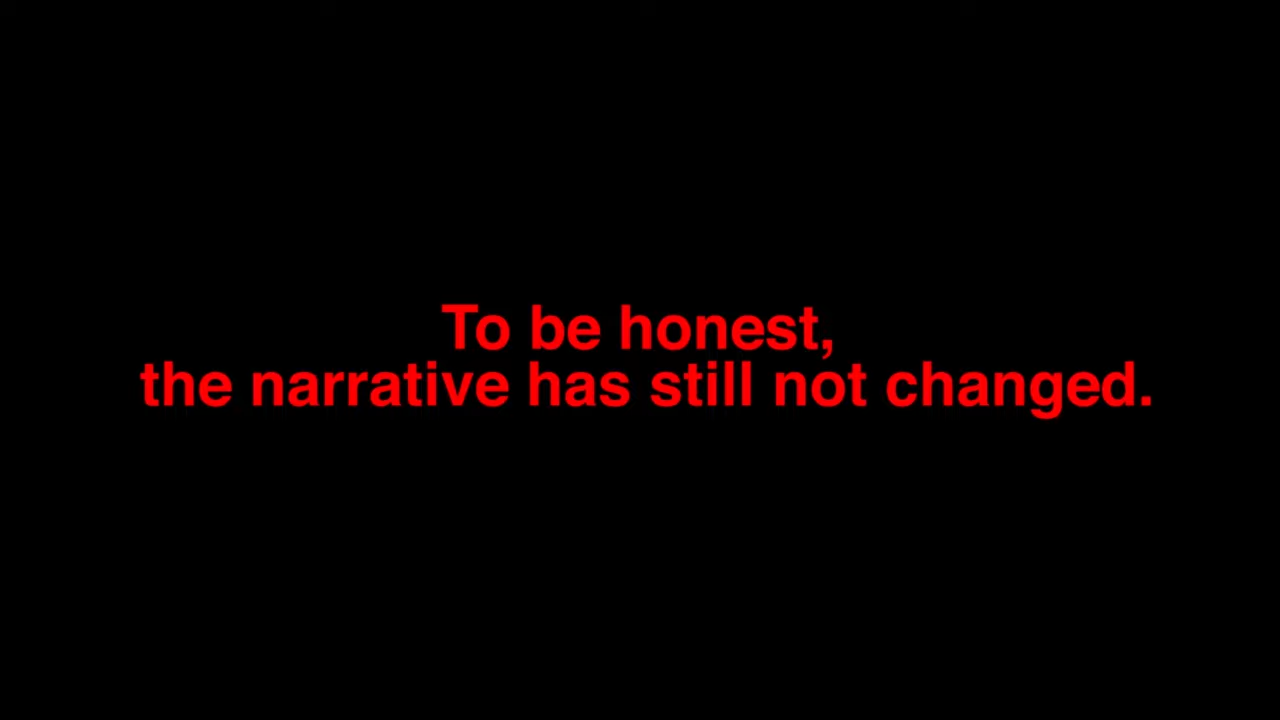 To be honest,
the narrative has still not changed.